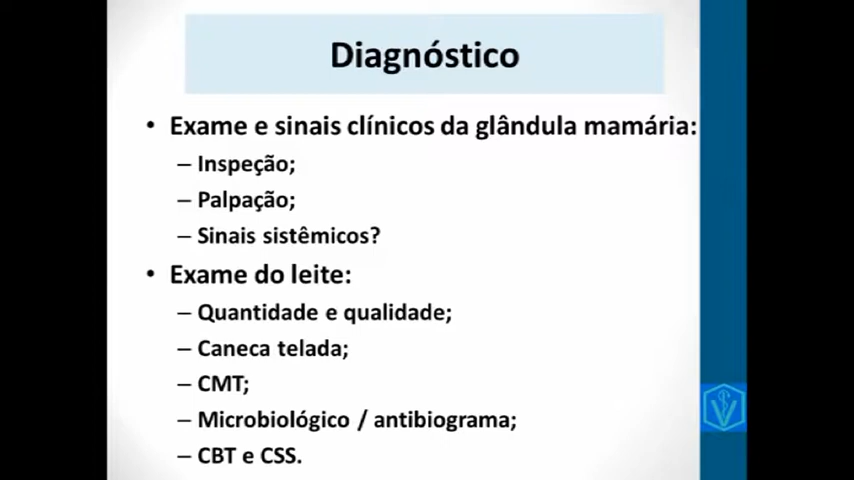 Diagnóstico
• Exame e sinais clínicos da glândula mamária:
– Inspeção;
– Palpação;
– Sinais sistêmicos?
• Exame do leite:
– Quantidade e qualidade;
– Caneca telada;
– CMT;
– Microbiológico / antibiograma;
– CBT e CSS.